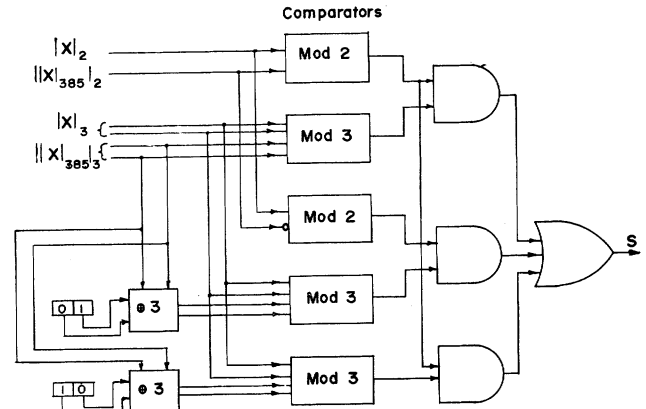 Comparators
|X|₂
||X|₃₈₅|₂
Mod 2
|X|₃
||X|₃₈₅|₃
Mod 3
Mod 2
S
0 1
⊕ 3
Mod 3
1 0
⊕ 3
Mod 3